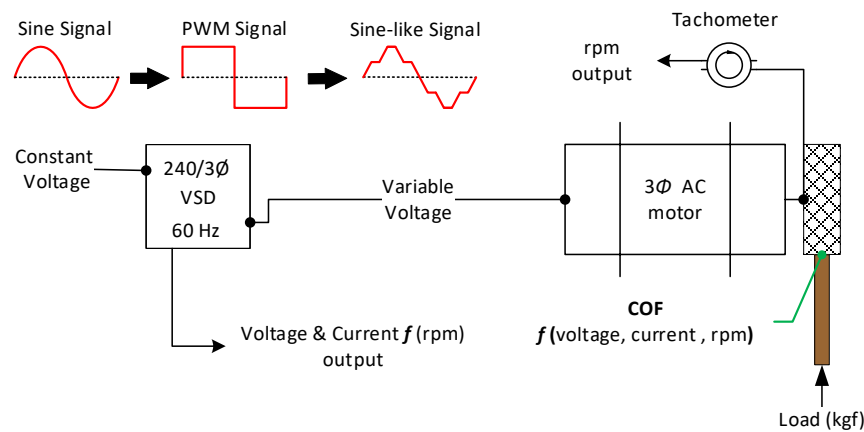 Sine Signal
PWM Signal
Sine-like Signal
Tachometer
rpm
output
Constant
Voltage
240/3Ø
VSD
60 Hz
Variable
Voltage
3Φ AC
motor
COF
f (voltage, current , rpm)
Voltage & Current f (rpm)
output
Load (kgf)